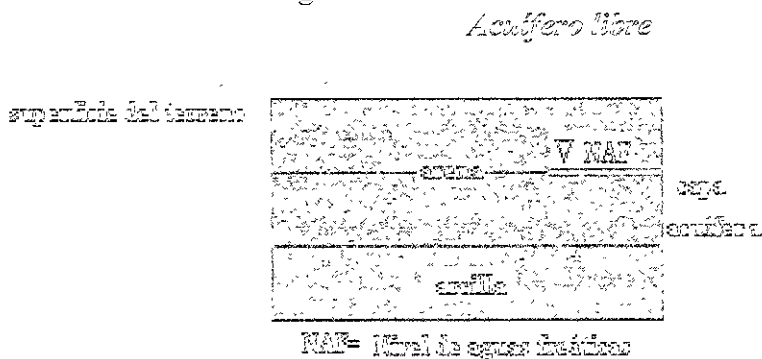 Acuífero libre
superficie del terreno
∇ NAF
arena
capa
acuífera
arcilla
NAF= Nivel de aguas freáticas